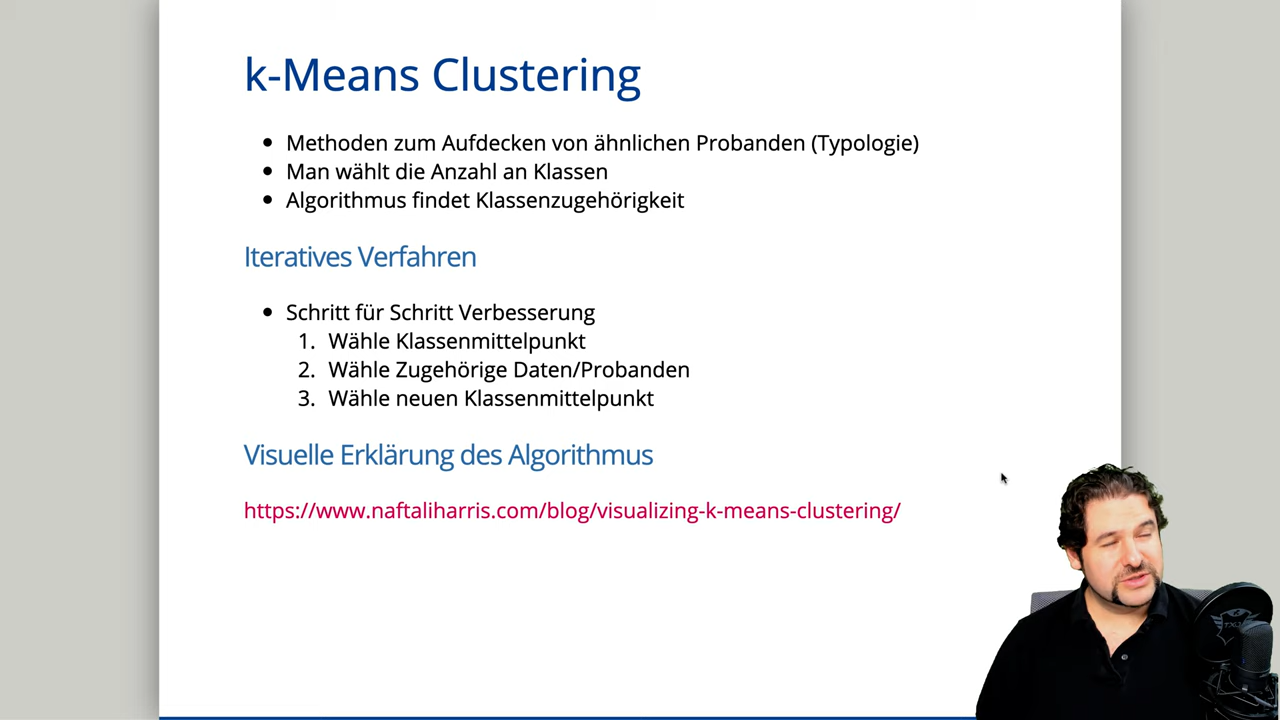 k-Means Clustering
• Methoden zum Aufdecken von ähnlichen Probanden (Typologie)
• Man wählt die Anzahl an Klassen
• Algorithmus findet Klassenzugehörigkeit
Iteratives Verfahren
• Schritt für Schritt Verbesserung
1. Wähle Klassenmittelpunkt
2. Wähle Zugehörige Daten/Probanden
3. Wähle neuen Klassenmittelpunkt
Visuelle Erklärung des Algorithmus
https://www.naftaliharris.com/blog/visualizing-k-means-clustering/